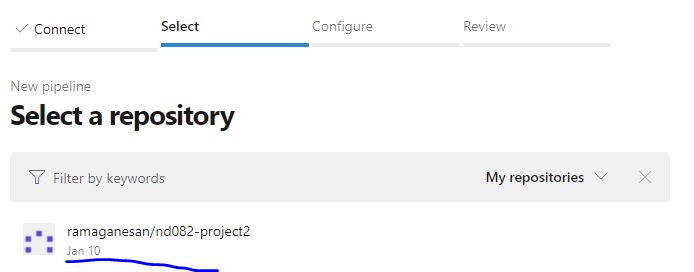 Connect Select Configure Review
New pipeline
Select a repository
Filter by keywords My repositories
ramaganesan/nd082-project2
Jan 10